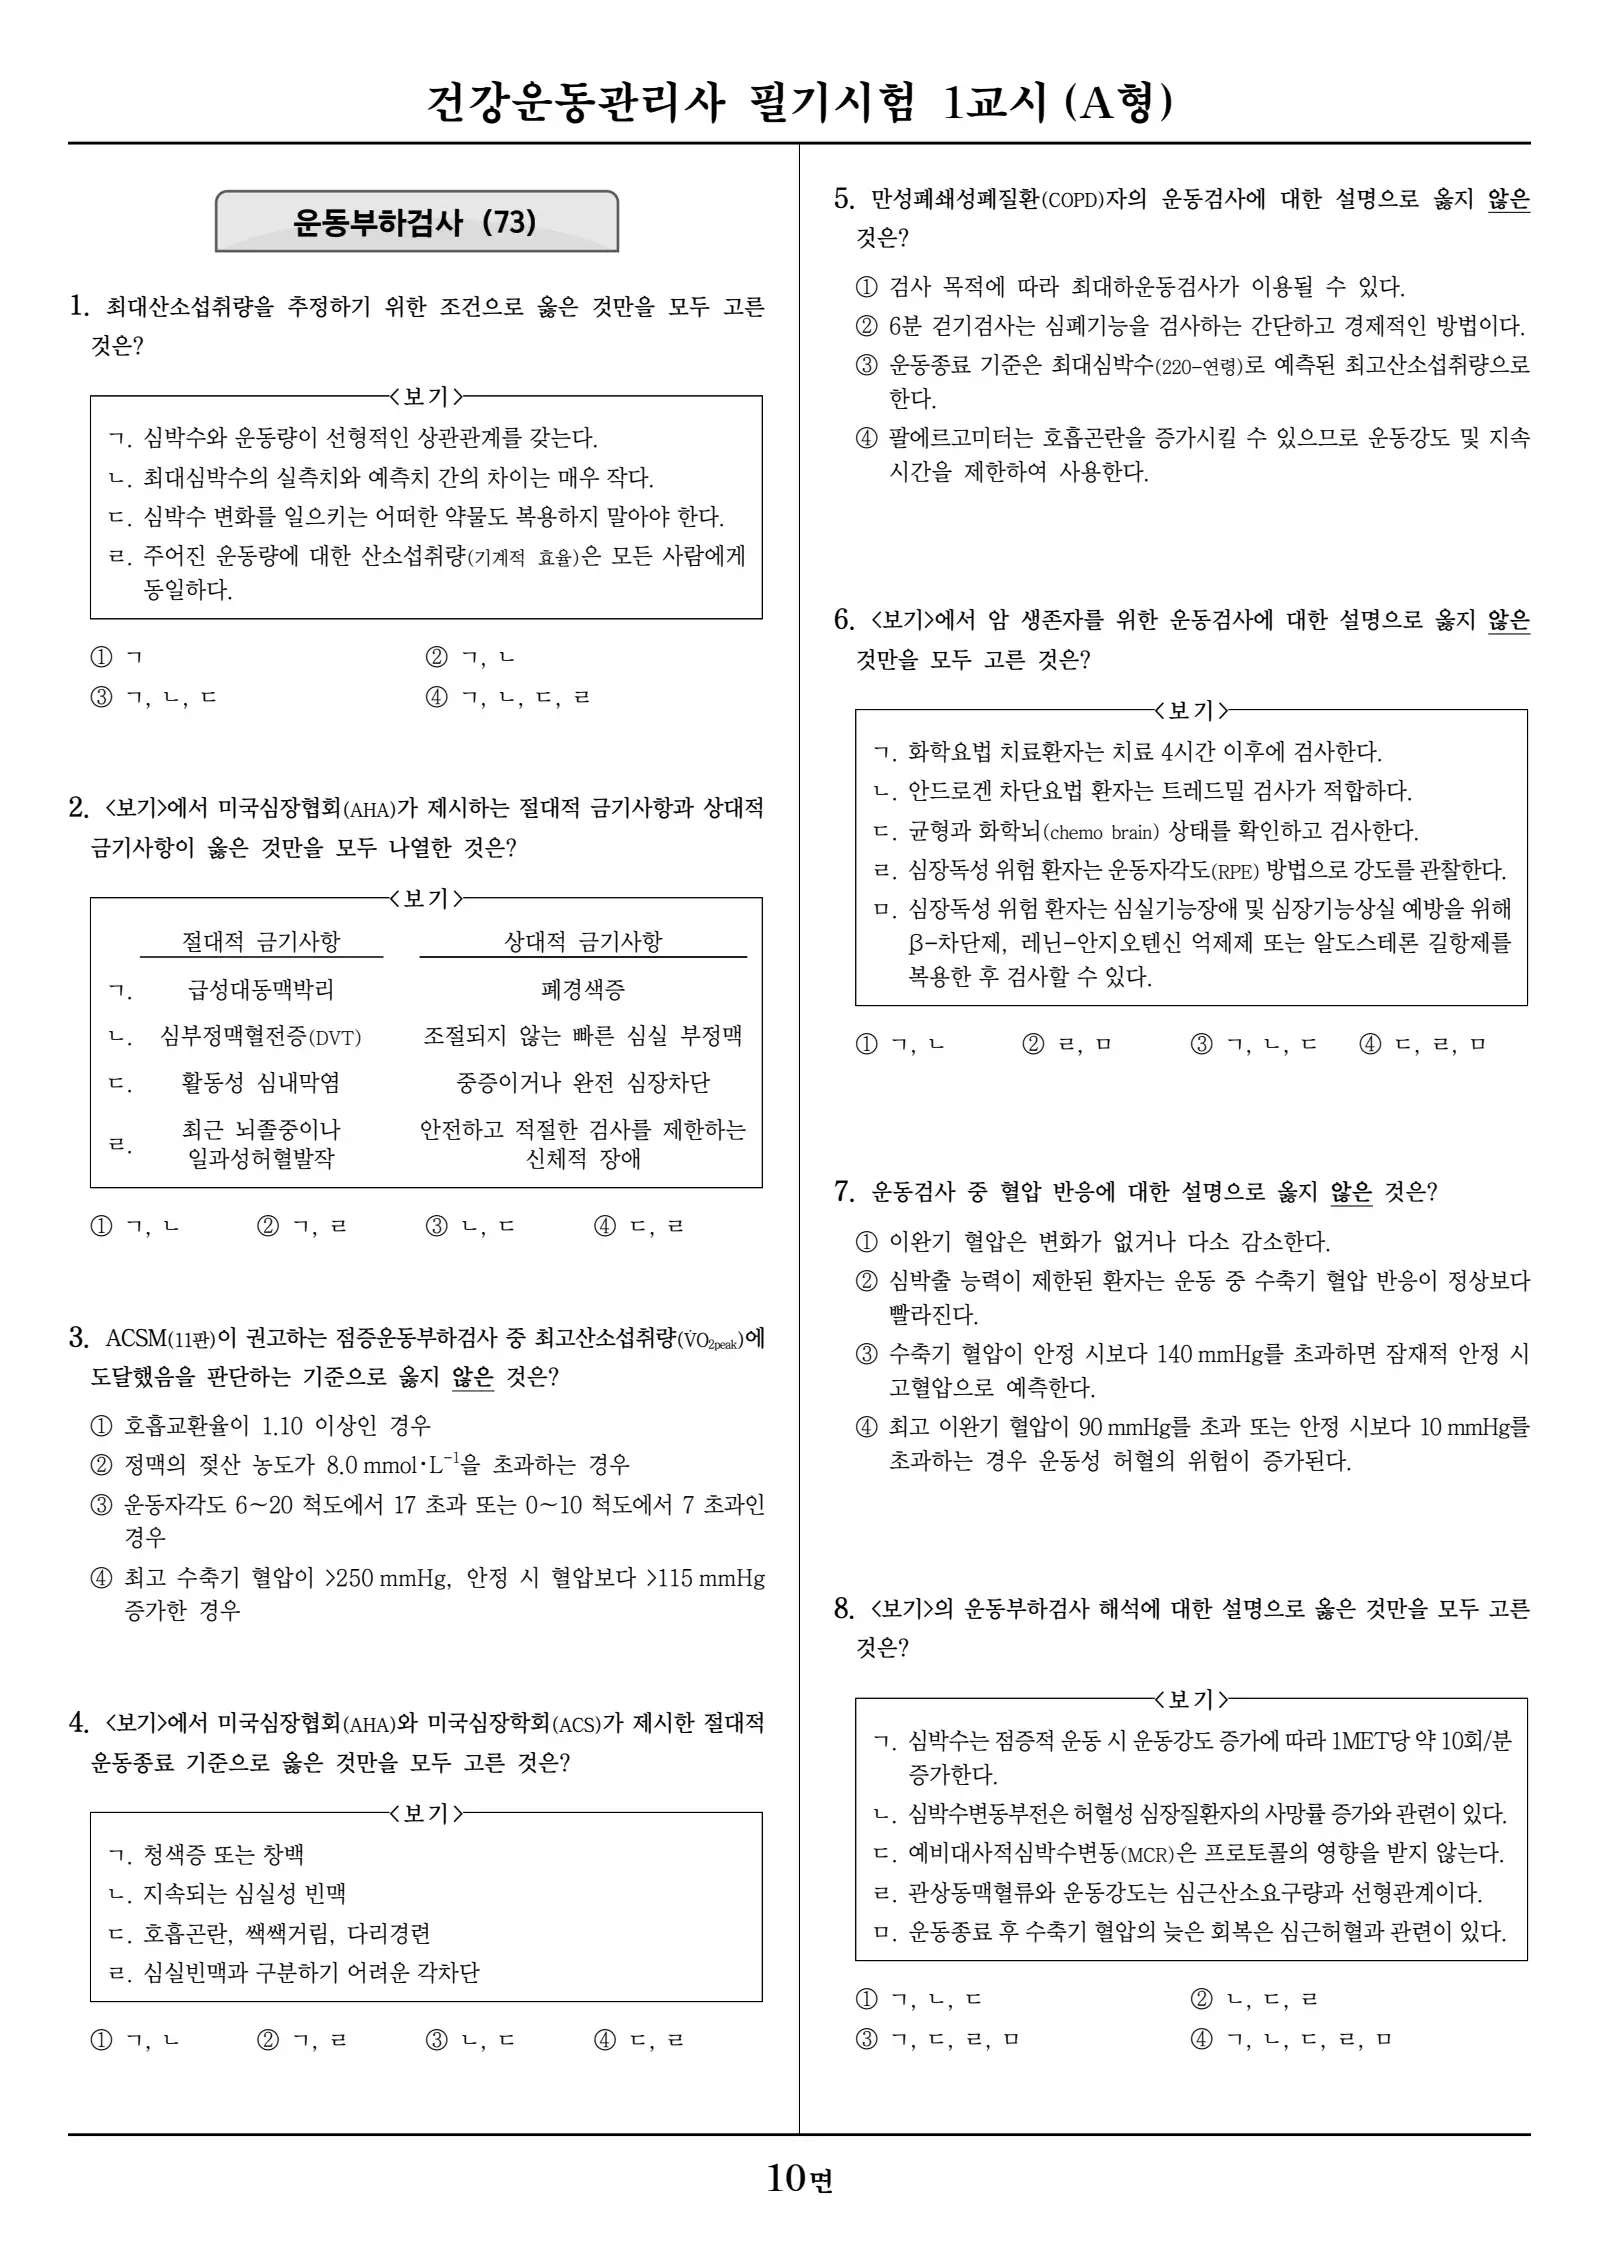 건강운동관리사 필기시험 1교시 (A형)
운동부하검사 (73)
1. 최대산소섭취량을 추정하기 위한 조건으로 옳은 것만을 모두 고른
것은?
<보기>
ㄱ. 심박수와 운동량이 선형적인 상관관계를 갖는다.
ㄴ. 최대심박수의 실측치와 예측치 간의 차이는 매우 작다.
ㄷ. 심박수 변화를 일으키는 어떠한 약물도 복용하지 말아야 한다.
ㄹ. 주어진 운동량에 대한 산소섭취량(기계적 효율)은 모든 사람에게
동일하다.
① ㄱ ② ㄱ, ㄴ
③ ㄱ, ㄴ, ㄷ ④ ㄱ, ㄴ, ㄷ, ㄹ
2. <보기>에서 미국심장협회(AHA)가 제시하는 절대적 금기사항과 상대적
금기사항이 옳은 것만을 모두 나열한 것은?
<보기>
절대적 금기사항 상대적 금기사항
ㄱ. 급성대동맥박리 폐경색증
ㄴ. 심부정맥혈전증(DVT) 조절되지 않는 빠른 심실 부정맥
ㄷ. 활동성 심내막염 중증이거나 완전 심장차단
ㄹ. 최근 뇌졸중이나 안전하고 적절한 검사를 제한하는
일과성허혈발작 신체적 장애
① ㄱ, ㄴ ② ㄱ, ㄹ ③ ㄴ, ㄷ ④ ㄷ, ㄹ
3. ACSM(11판)이 권고하는 점증운동부하검사 중 최고산소섭취량(V̇O₂peak)에
도달했음을 판단하는 기준으로 옳지 않은 것은?
① 호흡교환율이 1.10 이상인 경우
② 정맥의 젖산 농도가 8.0 mmol·L⁻¹을 초과하는 경우
③ 운동자각도 6~20 척도에서 17 초과 또는 0~10 척도에서 7 초과인
경우
④ 최고 수축기 혈압이 >250 mmHg, 안정 시 혈압보다 >115 mmHg
증가한 경우
4. <보기>에서 미국심장협회(AHA)와 미국심장학회(ACS)가 제시한 절대적
운동종료 기준으로 옳은 것만을 모두 고른 것은?
<보기>
ㄱ. 청색증 또는 창백
ㄴ. 지속되는 심실성 빈맥
ㄷ. 호흡곤란, 쌕쌕거림, 다리경련
ㄹ. 심실빈맥과 구분하기 어려운 각차단
① ㄱ, ㄴ ② ㄱ, ㄹ ③ ㄴ, ㄷ ④ ㄷ, ㄹ
5. 만성폐쇄성폐질환(COPD)자의 운동검사에 대한 설명으로 옳지 않은
것은?
① 검사 목적에 따라 최대하운동검사가 이용될 수 있다.
② 6분 걷기검사는 심폐기능을 검사하는 간단하고 경제적인 방법이다.
③ 운동종료 기준은 최대심박수(220-연령)로 예측된 최고산소섭취량으로
한다.
④ 팔에르고미터는 호흡곤란을 증가시킬 수 있으므로 운동강도 및 지속
시간을 제한하여 사용한다.
6. <보기>에서 암 생존자를 위한 운동검사에 대한 설명으로 옳지 않은
것만을 모두 고른 것은?
<보기>
ㄱ. 화학요법 치료환자는 치료 4시간 이후에 검사한다.
ㄴ. 안드로겐 차단요법 환자는 트레드밀 검사가 적합하다.
ㄷ. 균형과 화학뇌(chemo brain) 상태를 확인하고 검사한다.
ㄹ. 심장독성 위험 환자는 운동자각도(RPE) 방법으로 강도를 관찰한다.
ㅁ. 심장독성 위험 환자는 심실기능장애 및 심장기능상실 예방을 위해
β-차단제, 레닌-안지오텐신 억제제 또는 알도스테론 길항제를
복용한 후 검사할 수 있다.
① ㄱ, ㄴ ② ㄹ, ㅁ ③ ㄱ, ㄴ, ㄷ ④ ㄷ, ㄹ, ㅁ
7. 운동검사 중 혈압 반응에 대한 설명으로 옳지 않은 것은?
① 이완기 혈압은 변화가 없거나 다소 감소한다.
② 심박출 능력이 제한된 환자는 운동 중 수축기 혈압 반응이 정상보다
빨라진다.
③ 수축기 혈압이 안정 시보다 140 mmHg를 초과하면 잠재적 안정 시
고혈압으로 예측한다.
④ 최고 이완기 혈압이 90 mmHg를 초과 또는 안정 시보다 10 mmHg를
초과하는 경우 운동성 허혈의 위험이 증가된다.
8. <보기>의 운동부하검사 해석에 대한 설명으로 옳은 것만을 모두 고른
것은?
<보기>
ㄱ. 심박수는 점증적 운동 시 운동강도 증가에 따라 1MET당 약 10회/분
증가한다.
ㄴ. 심박수변동부전은 허혈성 심장질환자의 사망률 증가와 관련이 있다.
ㄷ. 예비대사적심박수변동(MCR)은 프로토콜의 영향을 받지 않는다.
ㄹ. 관상동맥혈류와 운동강도는 심근산소요구량과 선형관계이다.
ㅁ. 운동종료 후 수축기 혈압의 늦은 회복은 심근허혈과 관련이 있다.
① ㄱ, ㄴ, ㄷ ② ㄴ, ㄷ, ㄹ
③ ㄱ, ㄷ, ㄹ, ㅁ ④ ㄱ, ㄴ, ㄷ, ㄹ, ㅁ
10면